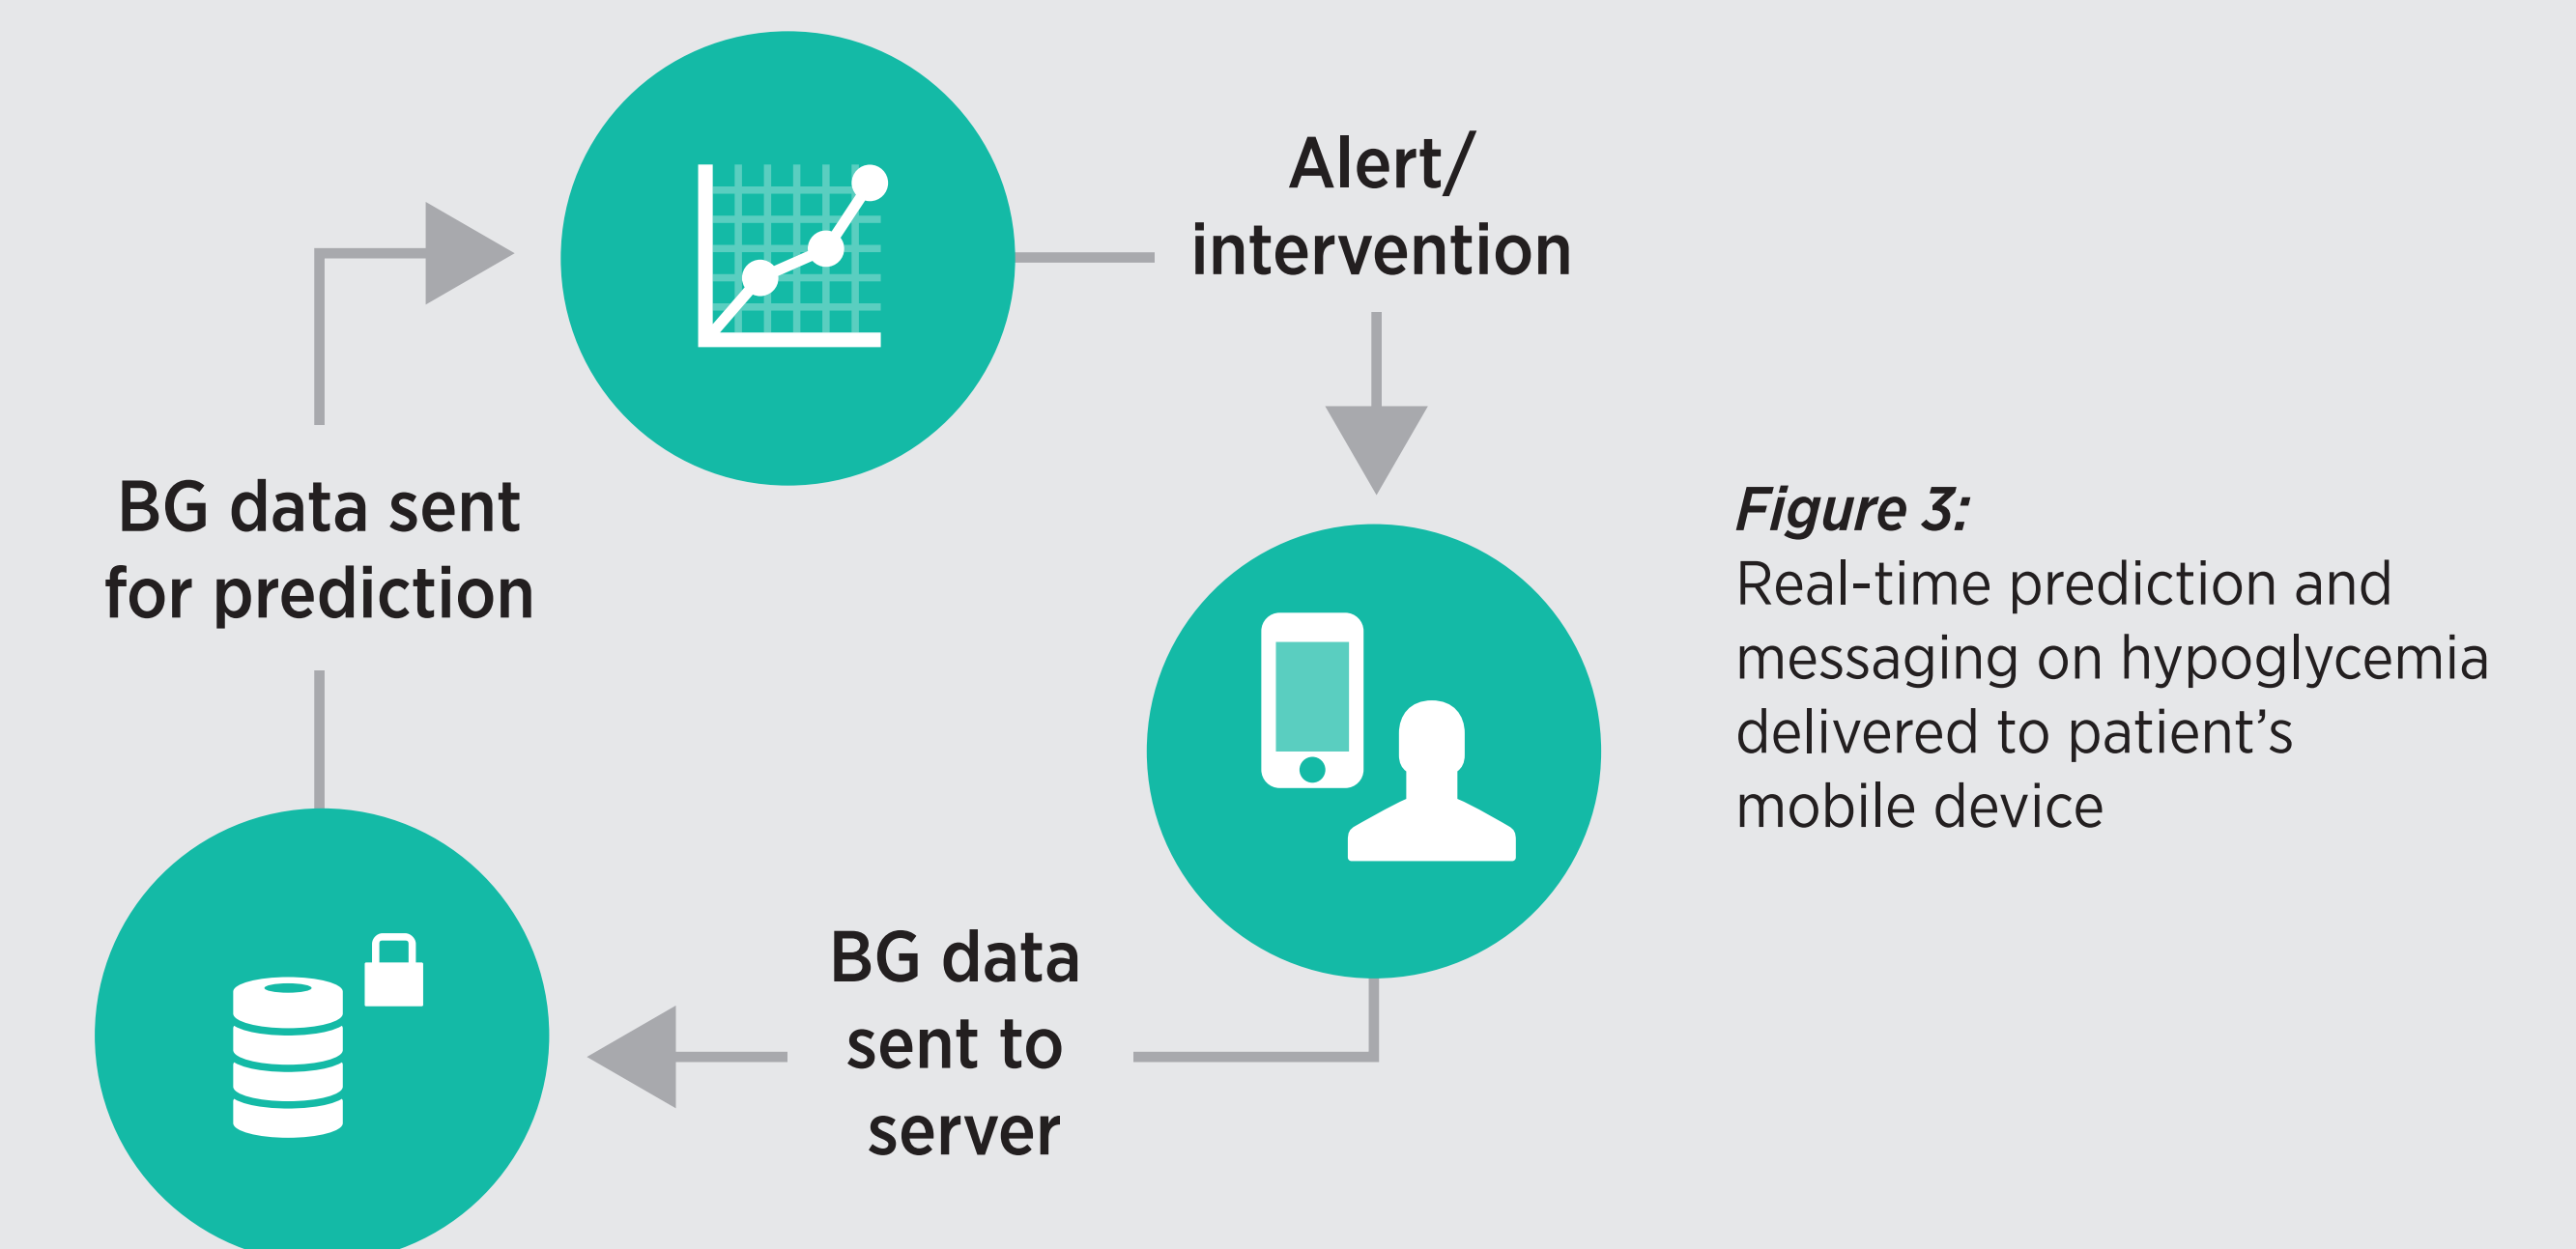 Alert/
intervention
BG data sent
for prediction
Figure 3:
Real-time prediction and
messaging on hypoglycemia
delivered to patient’s
mobile device
BG data
sent to
server